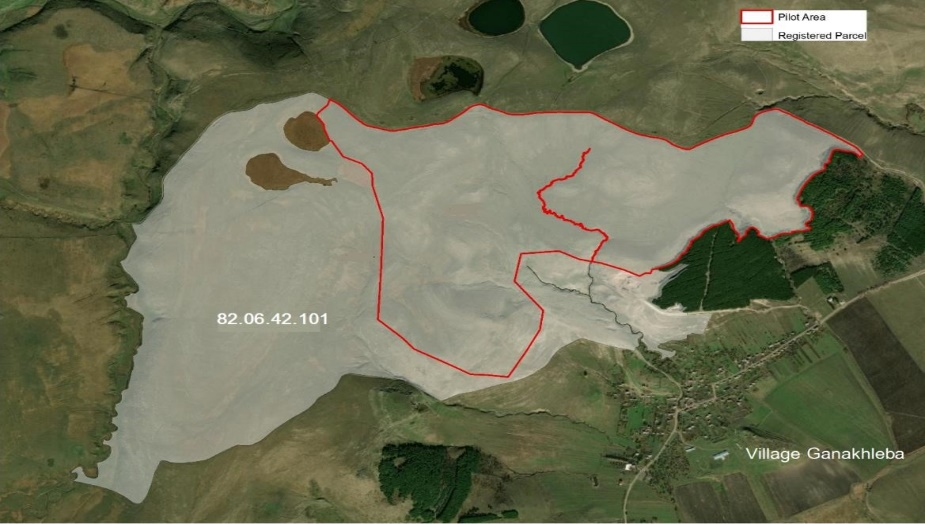 Pilot Area
Registered Parcel
82.06.42.101
Village Ganakhleba